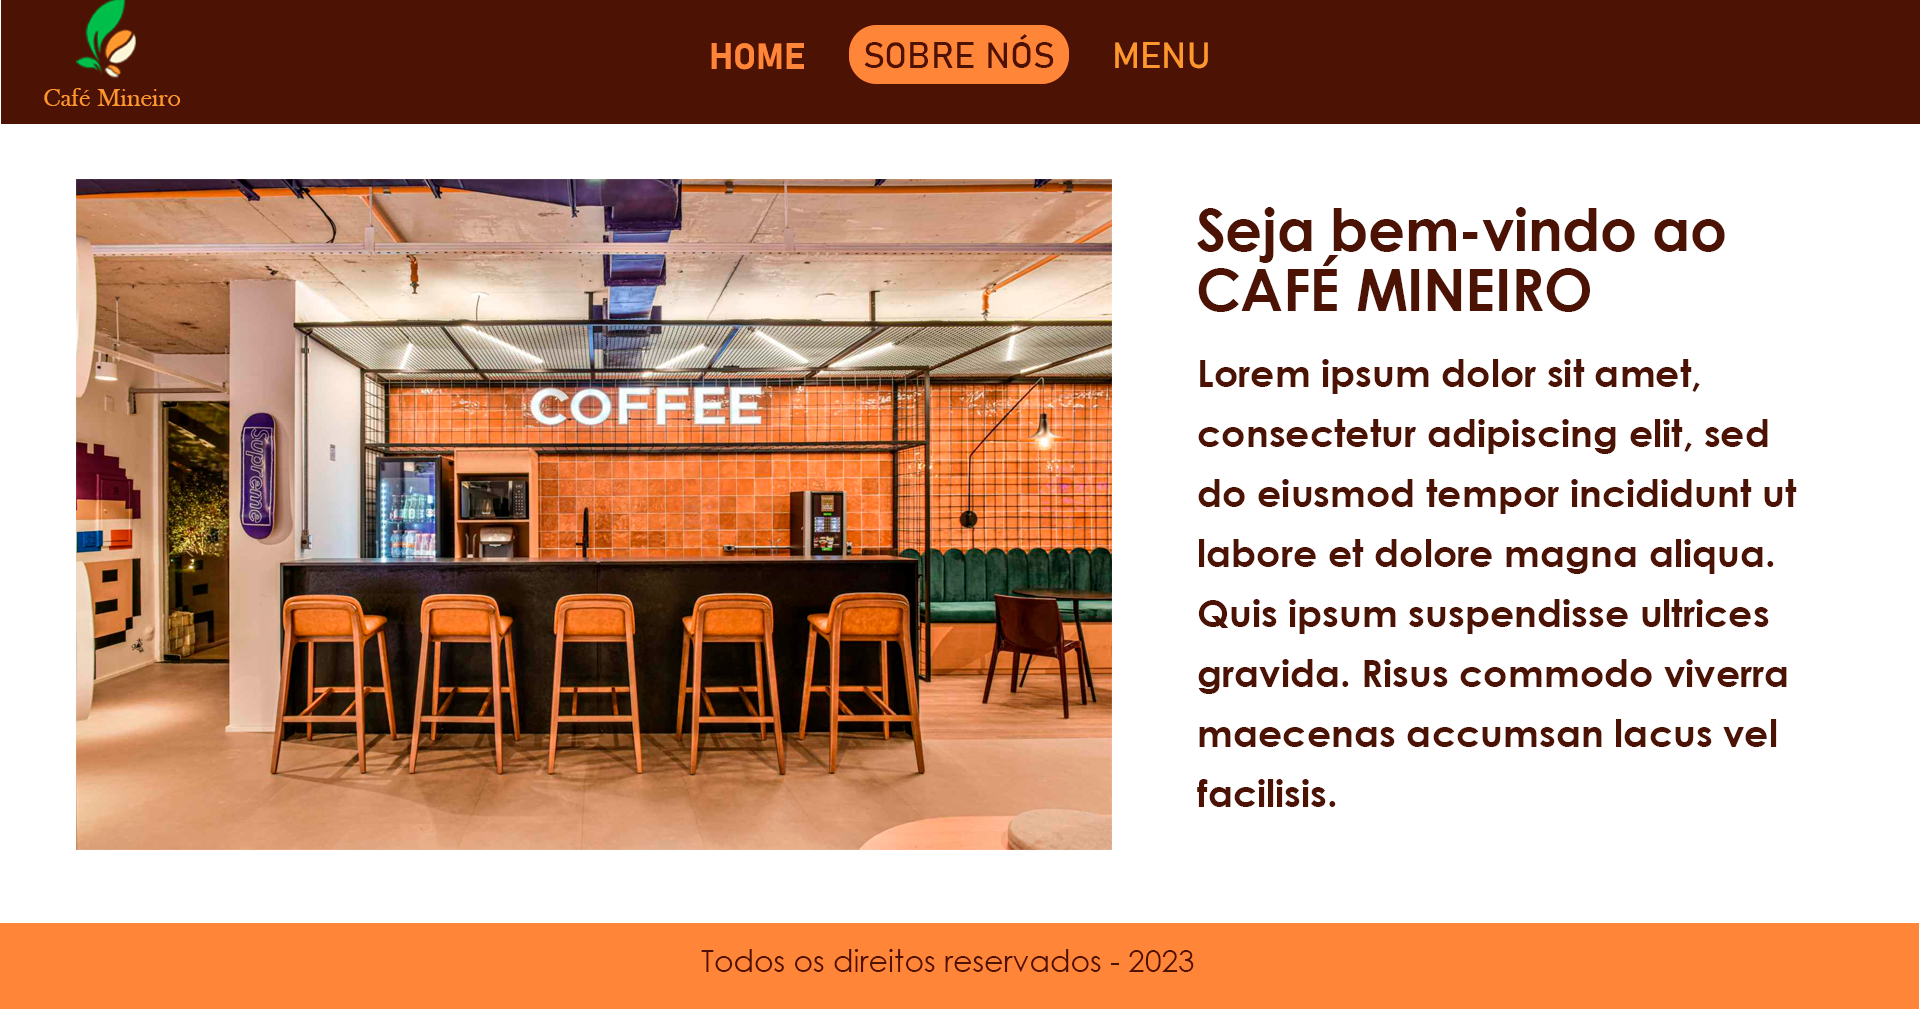 Café Mineiro
HOME
SOBRE NÓS
MENU
COFFEE
Supreme
Seja bem-vindo ao
CAFÉ MINEIRO
Lorem ipsum dolor sit amet,
consectetur adipiscing elit, sed
do eiusmod tempor incididunt ut
labore et dolore magna aliqua.
Quis ipsum suspendisse ultrices
gravida. Risus commodo viverra
maecenas accumsan lacus vel
facilisis.
Todos os direitos reservados - 2023